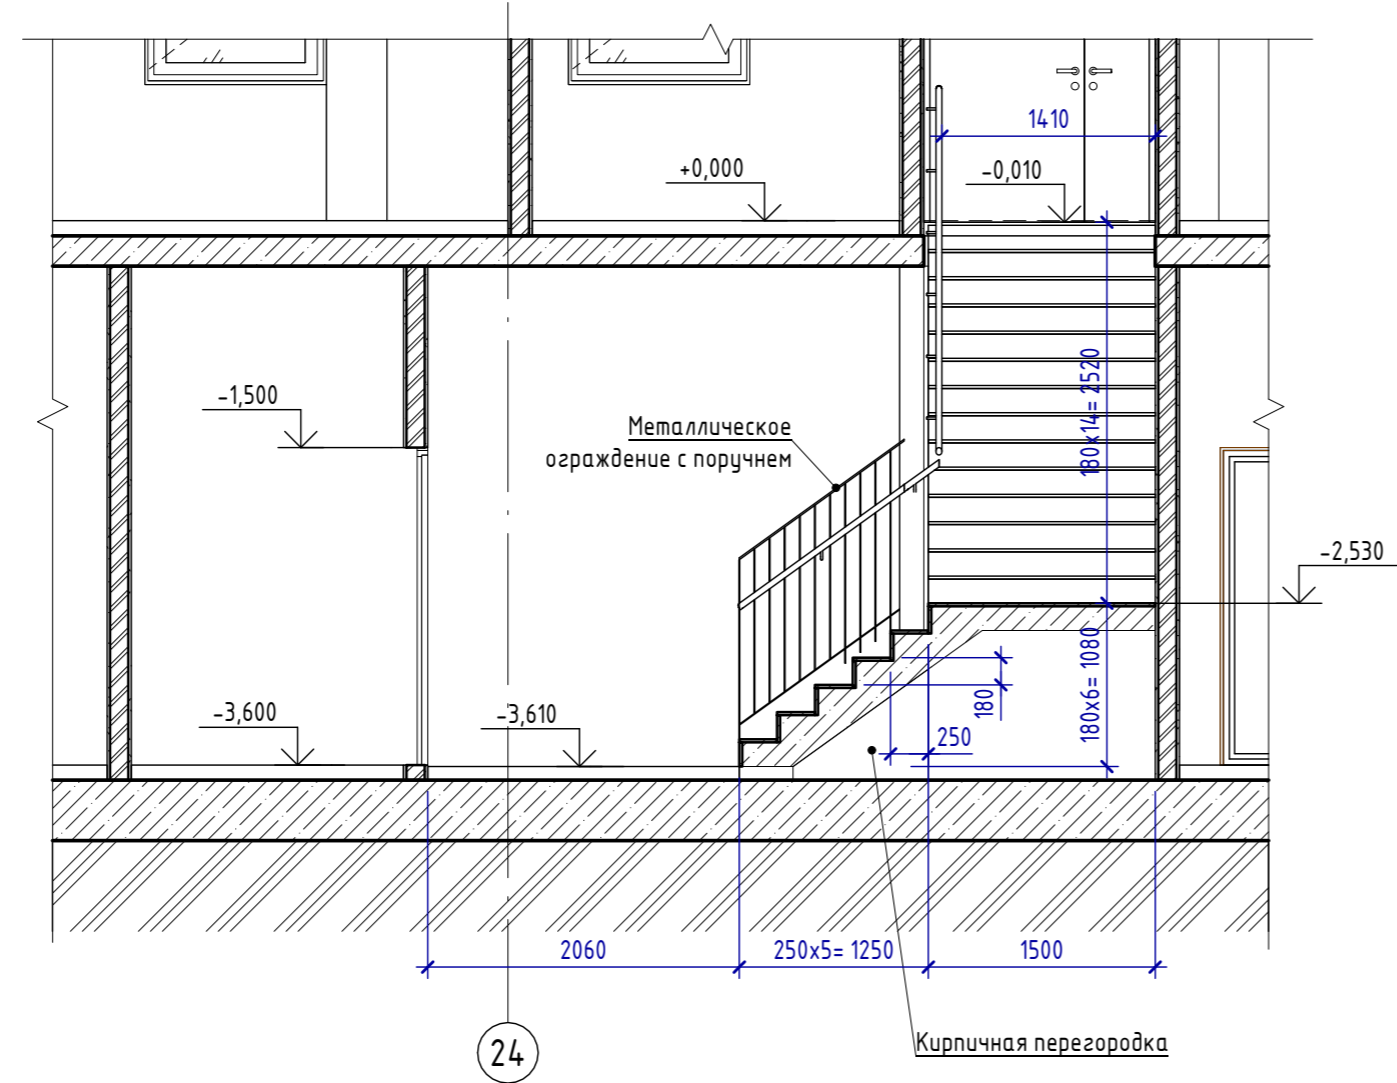 1410
+0,000
-0,010
-1,500
180х14= 2520
Металлическое
ограждение с поручнем
-2,530
180х6= 1080
180
-3,600
-3,610
250
2060
250х5= 1250
1500
24
Кирпичная перегородка